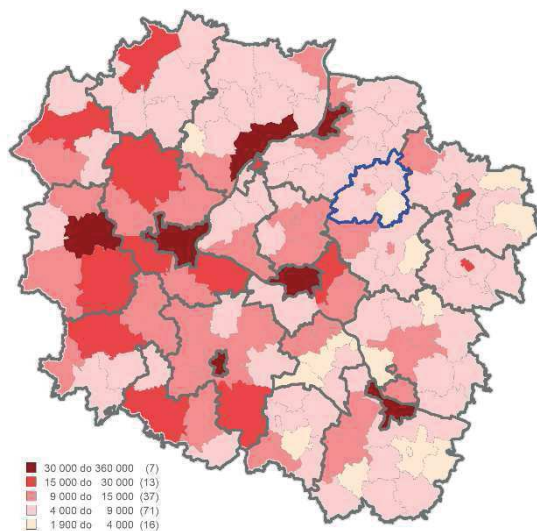 30 000 do 360 000 (7)
15 000 do 30 000 (13)
9 000 do 15 000 (37)
4 000 do 9 000 (71)
1 900 do 4 000 (16)